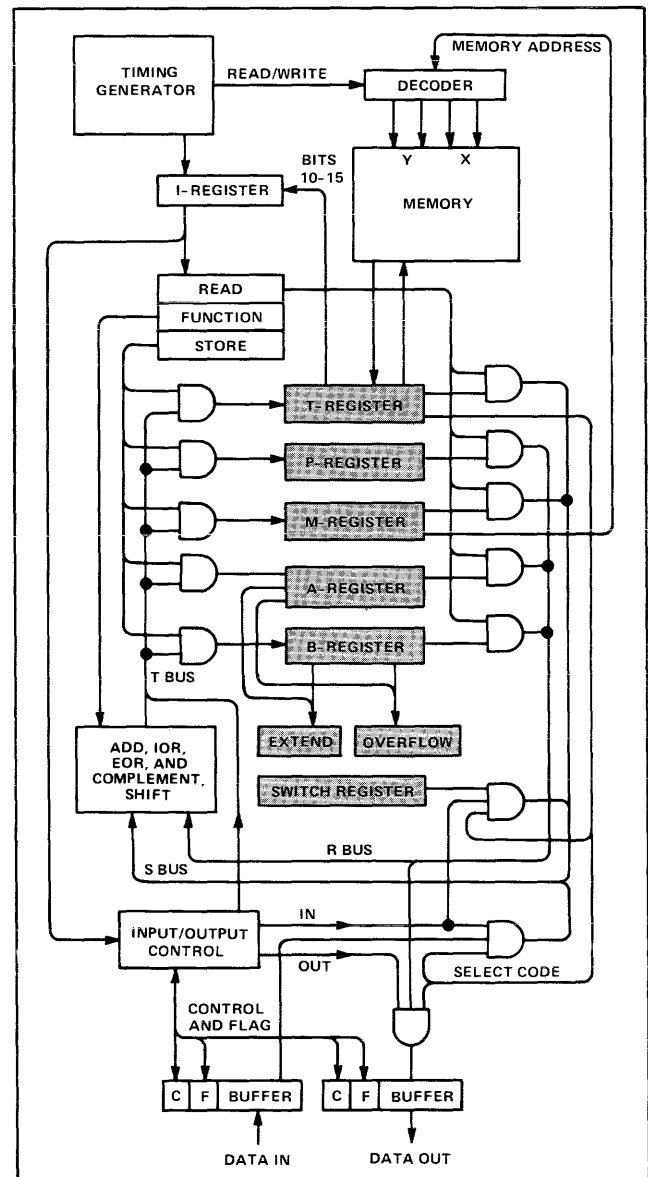 MEMORY ADDRESS
TIMING
GENERATOR
READ/WRITE
DECODER
Y X
BITS
10-15
MEMORY
I-REGISTER
READ
FUNCTION
STORE
T-REGISTER
P-REGISTER
M-REGISTER
A-REGISTER
B-REGISTER
T BUS
EXTEND
OVERFLOW
ADD, IOR,
EOR, AND
COMPLEMENT,
SHIFT
SWITCH REGISTER
R BUS
S BUS
INPUT/OUTPUT
CONTROL
IN
OUT
SELECT CODE
CONTROL
AND FLAG
C F BUFFER
C F BUFFER
DATA IN
DATA OUT